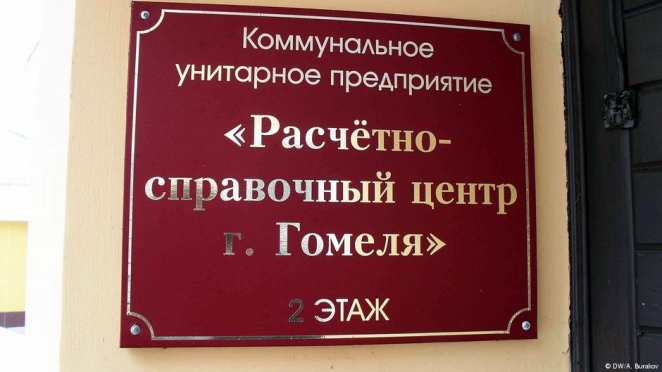 Коммунальное
унитарное предприятие
«Расчётно-
справочный центр
г. Гомеля»
2 ЭТАЖ
© DW/A. Burakov